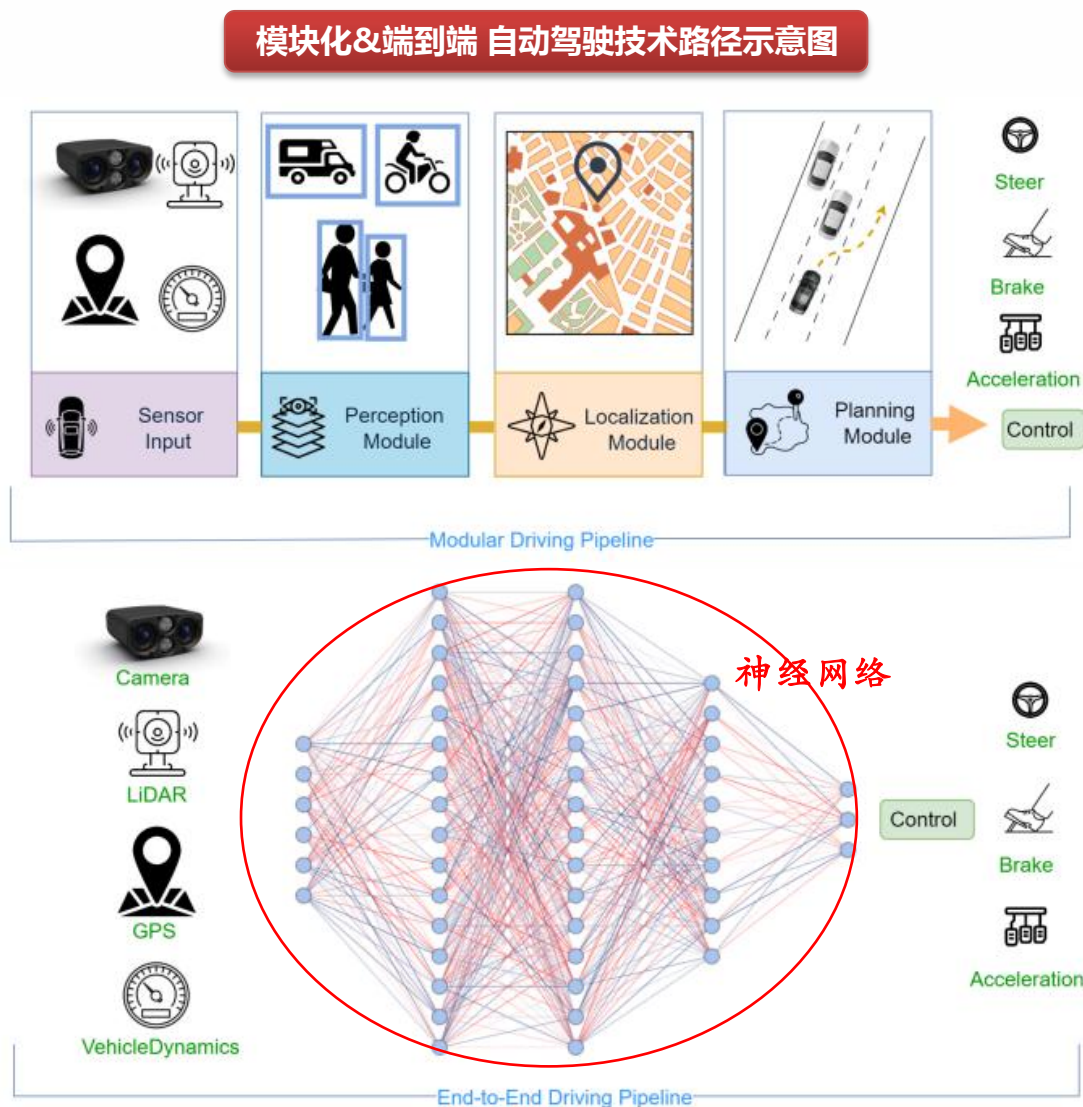 模块化&端到端 自动驾驶技术路径示意图
Steer
Brake
Acceleration
Sensor
Input
Perception
Module
Localization
Module
Planning
Module
Control
Modular Driving Pipeline
神经网络
Camera
LiDAR
GPS
VehicleDynamics
Control
Steer
Brake
Acceleration
End-to-End Driving Pipeline